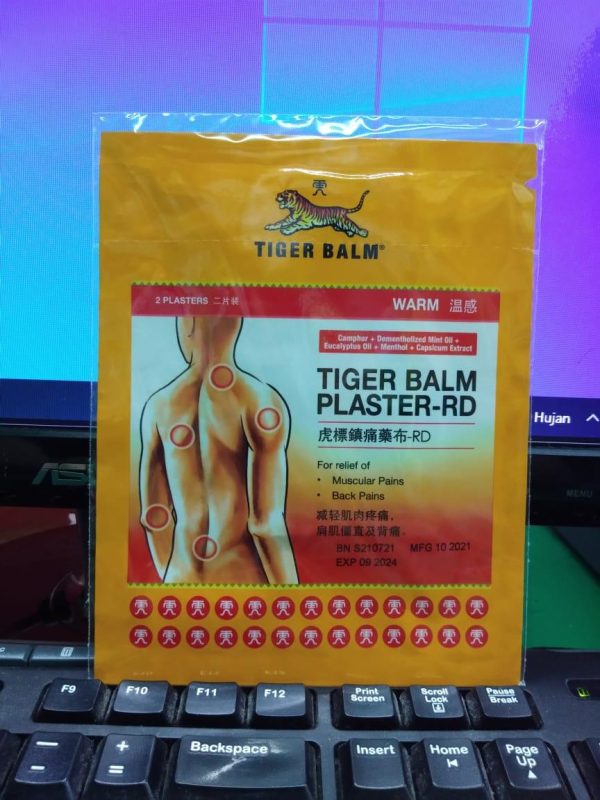 TIGER BALM®
2 PLASTERS 二片裝
WARM 温感
Camphor + Dementholized Mint Oil +
Eucalyptus Oil + Menthol + Capsicum Extract
TIGER BALM
PLASTER-RD
虎標鎮痛藥布-RD
For relief of
• Muscular Pains
• Back Pains
减轻肌肉疼痛,
肩肌僵直及背痛.
BN S210721 MFG 10 2021
EXP 09 2024
Hujan
MENU
F9
F10
F11
F12
Print
Screen
Scroll
Lock
Pause
Break
Backspace
Insert
Home
Page
Up